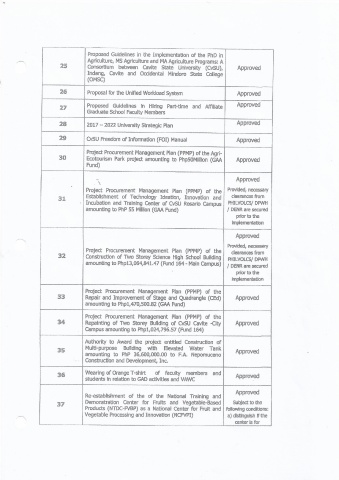 25
Proposed Guidelines in the Implementation of the PhD in
Agriculture, MS Agriculture and MA Agriculture Programs: A
Consortium between Cavite State University (CvSU),
Indang, Cavite and Occidental Mindoro State College
(OMSC)
Approved
26
Proposal for the Unified Workload System
Approved
27
Proposed Guidelines in Hiring Part-time and Affiliate
Graduate School Faculty Members
Approved
28
2017 – 2022 University Strategic Plan
Approved
29
CvSU Freedom of Information (FOI) Manual
Approved
30
Project Procurement Management Plan (PPMP) of the Agri-
Ecotourism Park project amounting to Php50Million (GAA
Fund)
Approved
31
Project Procurement Management Plan (PPMP) of the
Establishment of Technology Ideation, Innovation and
Incubation and Training Center of CvSU Rosario Campus
amounting to PhP 55 Million (GAA Fund)
Approved
Provided, necessary
clearances from
PHILVOLCS/ DPWH
/ DENR are secured
prior to the
implementation
32
Project Procurement Management Plan (PPMP) of the
Construction of Two Storey Science High School Building
amounting to Php13,064,841.47 (Fund 164 - Main Campus)
Approved
Provided, necessary
clearances from
PHILVOLCS/ DPWH
/ DENR are secured
prior to the
implementation
33
Project Procurement Management Plan (PPMP) of the
Repair and Improvement of Stage and Quadrangle (CEd)
amounting to Php1,470,500.82 (GAA Fund)
Approved
34
Project Procurement Management Plan (PPMP) of the
Repainting of Two Storey Building of CvSU Cavite -City
Campus amounting to Php1,024,796.57 (Fund 164)
Approved
35
Authority to Award the project entitled Construction of
Multi-purpose Building with Elevated Water Tank
amounting to PhP 36,600,000.00 to F.A. Nepomuceno
Construction and Development, Inc.
Approved
36
Wearing of Orange T-shirt of faculty members and
students in relation to GAD activities and WAWC
Approved
37
Re-establishment of the of the National Training and
Demonstration Center for Fruits and Vegetable-Based
Products (NTDC-FVBP) as a National Center for Fruit and
Vegetable Processing and Innovation (NCFVPI)
Approved
Subject to the
following conditions:
a) distinguish if the
center is for